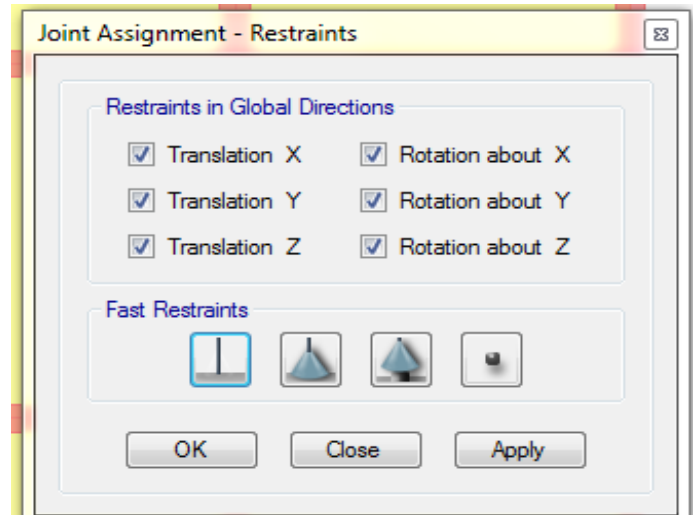 Joint Assignment - Restraints
Restraints in Global Directions
Translation X
Rotation about X
Translation Y
Rotation about Y
Translation Z
Rotation about Z
Fast Restraints
OK
Close
Apply